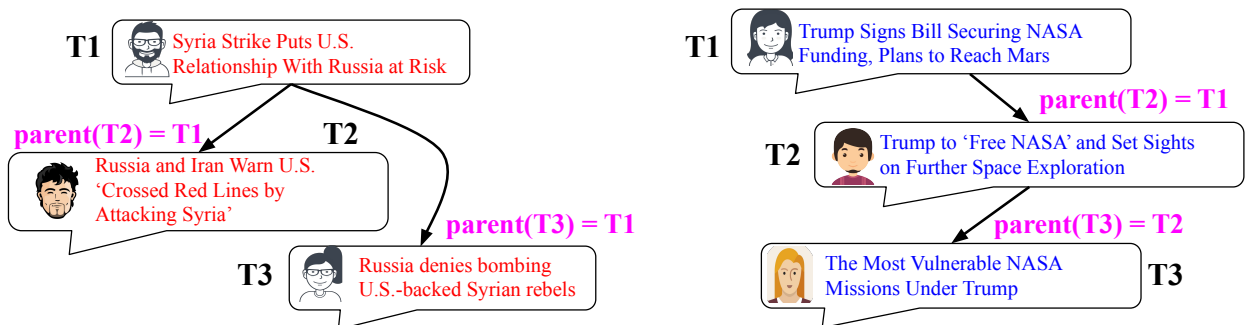 T1
Syria Strike Puts U.S.
Relationship With Russia at Risk
parent(T2) = T1
T2
Russia and Iran Warn U.S.
‘Crossed Red Lines by
Attacking Syria’
parent(T3) = T1
T3
Russia denies bombing
U.S.-backed Syrian rebels
T1
Trump Signs Bill Securing NASA
Funding, Plans to Reach Mars
parent(T2) = T1
T2
Trump to ‘Free NASA’ and Set Sights
on Further Space Exploration
parent(T3) = T2
The Most Vulnerable NASA
Missions Under Trump
T3